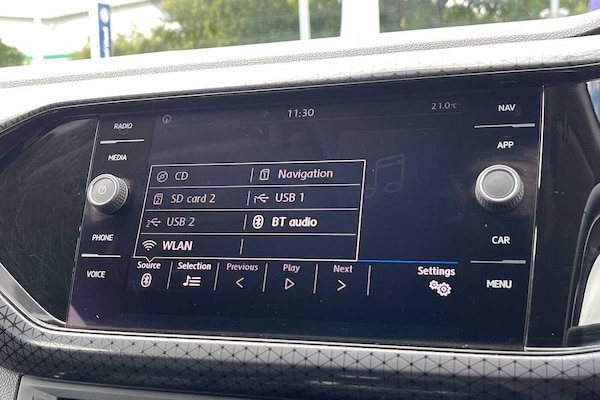 11:30
21.0°C
RADIO
MEDIA
PHONE
VOICE
CD
Navigation
SD card 2
USB 1
USB 2
BT audio
WLAN
Source
Selection
Previous
Play
Next
Settings
NAV
APP
CAR
MENU